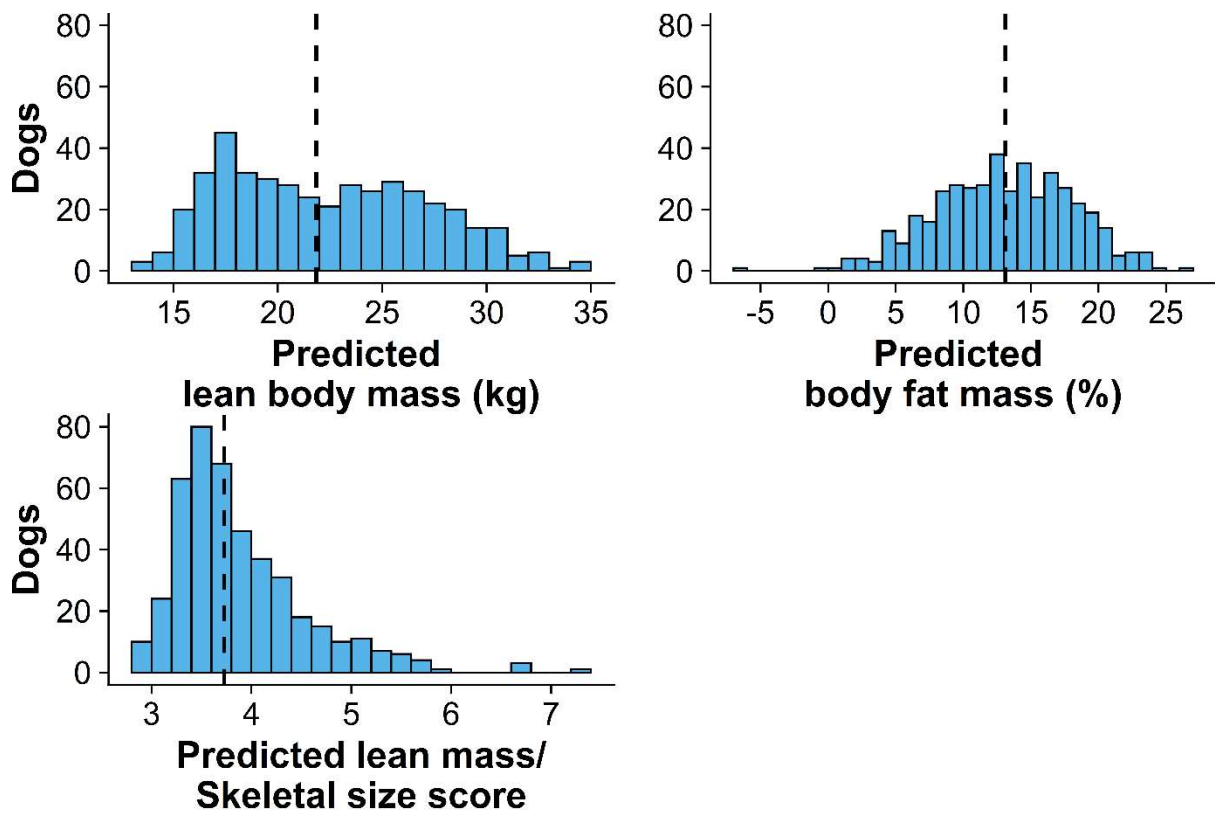 80
60
40
20
0
Dogs
15 20 25 30 35
Predicted
lean body mass (kg)
80
60
40
20
0
-5 0 5 10 15 20 25
Predicted
body fat mass (%)
80
60
40
20
0
Dogs
3 4 5 6 7
Predicted lean mass/
Skeletal size score